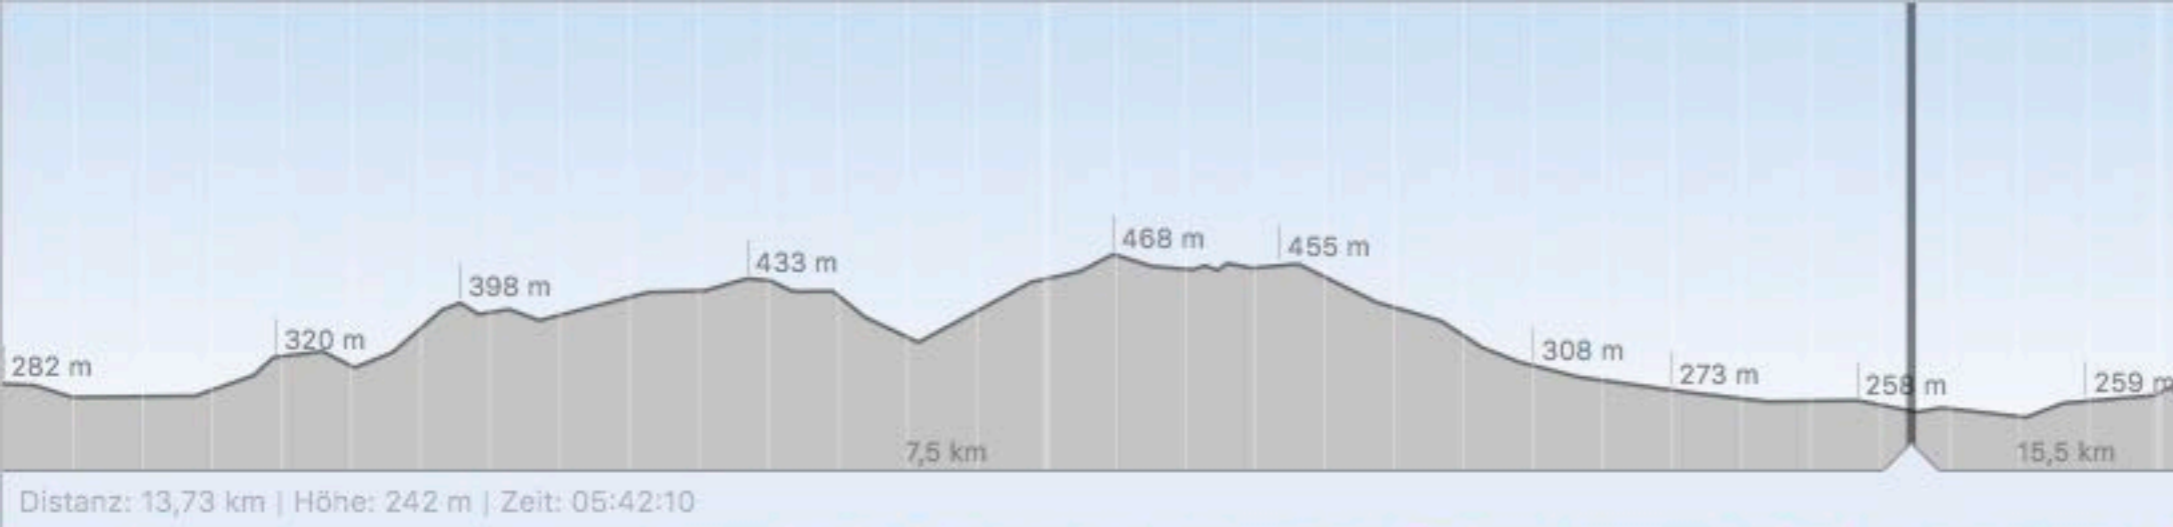 468 m
455 m
433 m
398 m
320 m
308 m
282 m
273 m
258 m
259 m
7,5 km
15,5 km
Distanz: 13,73 km | Höhe: 242 m | Zeit: 05:42:10